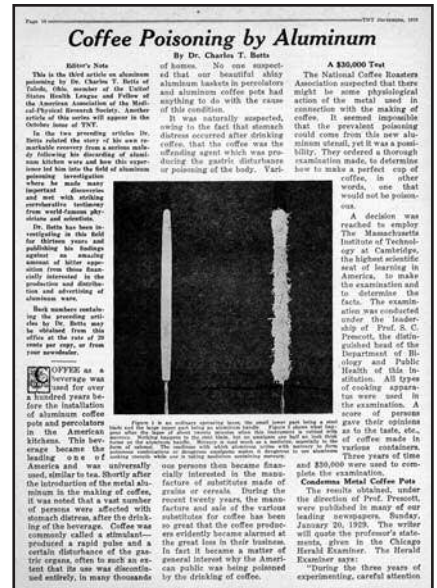 Page 16
TNT
Coffee Poisoning by Aluminum
By Dr. Charles T. Betts
Editor's Note
This is the third article on aluminum
poisoning by Dr. Charles T. Betts of
Toledo, Ohio, member of the United
States Health League and Fellow of
the American Association of the Medi-
cal-Physical Research Society. Another
article of this series will appear in the
October issue of TNT.
In the two preceding articles Dr.
Betts related the story of his own re-
markable recovery from a serious mala-
dy following his discarding of alumi-
num kitchen ware and how this exper-
ience led him into the field of aluminum
poisoning investigation
where he made many
important discoveries
and met with striking
corroborative testimony
from world-famous phy-
sicians and scientists.
Dr. Betts has been in-
vestigating in this field
for thirteen years and
publishing his findings
against an amazing
amount of bitter oppo-
sition from those finan-
cially interested in the
production and distribu-
tion and advertising of
aluminum ware.
Back numbers contain-
ing the preceding arti-
cles by Dr. Betts may
be obtained from this
office at the rate of 20
cents per copy, or from
your newsdealer.
COFFEE as a
beverage was
used for over
a hundred years be-
fore the installation
of aluminum coffee
pots and percolators
in the American
kitchens. This bev-
erage became the
leading one of
America and was universally
used, similar to tea. Shortly after
the introduction of the metal alu-
minum in the making of coffees,
it was noted that a vast number
of persons were affected with
stomach distress, after the drink-
ing of the beverage. Coffee was
commonly called a stimulant—
produced a rapid pulse and a
certain disturbance of the gas-
tric organs, often to such an ex-
tent that its use was discontin-
ued entirely, in many thousands
of homes. No one suspect-
ed that our beautiful shiny
aluminum baskets in percolators
and aluminum coffee pots had
anything to do with the cause
of this condition.
It was naturally suspected,
owing to the fact that stomach
distress occurred after drinking
coffee, that the coffee was the
offending agent which was pro-
ducing the gastric disturbance
or poisoning of the body. Vari-
ous persons then became finan-
cially interested in the manu-
facture of substitutes made of
grains or cereals. During the
recent twenty years, the manu-
facture and sale of the various
substitutes for coffee has been
so great that the coffee produc-
ers evidently became alarmed at
the great loss in their business.
In fact it became a matter of
general interest why the Ameri-
can public was being poisoned
by the drinking of coffee.
A $30,000 Test
The National Coffee Roasters
Association suspected that there
might be some physiological
action of the metal used in
connection with the making of
coffee. It seemed impossible
that the prevalent poisoning
could come from this new alu-
minum utensil, yet it was a possi-
bility. They ordered a thorough
examination made, to determine
how to make a perfect cup of
coffee, in other
words, one that
would not be poison-
ous.
A decision was
reached to employ
The Massachusetts
Institute of Technol-
ogy at Cambridge,
the highest scientific
seat of learning in
America, to make
the examination and
to determine the
facts. The examin-
ation was conducted
under the leader-
ship of Prof. S. C.
Prescott, the distin-
guished head of the
Department of Bi-
ology and Public
Health of this in-
stitution. All types
of cooking appara-
tus were used in
the examination. A
score of persons
gave their opinions
as to the taste, etc.,
of coffee made in
various containers.
Three years of time
and $30,000 were used to com-
plete the examination.
Condemns Metal Coffee Pots
The results obtained, under
the direction of Prof. Prescott,
were published in many of our
leading newspapers, Sunday,
January 20, 1929. The writer
will quote the professor's state-
ments, given in the Chicago
Herald Examiner. The Herald
Examiner says:
"During the three years of
experimenting, careful attention